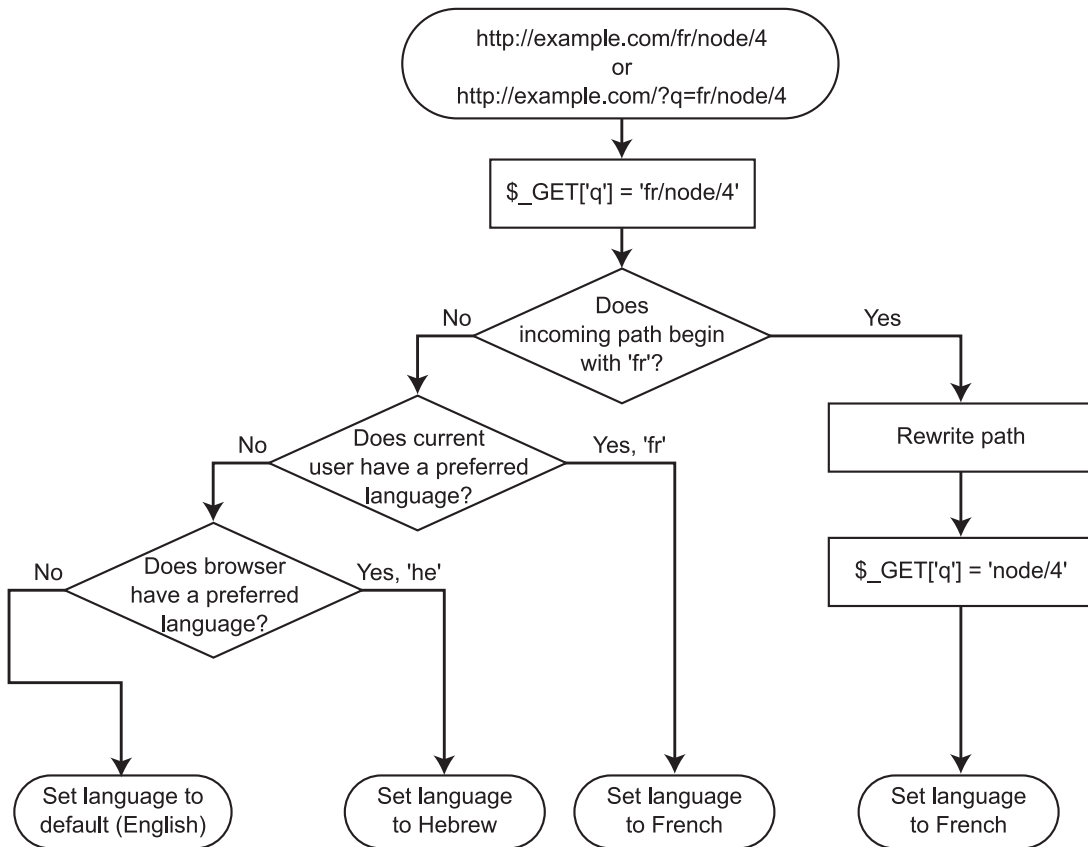 http://example.com/fr/node/4
or
http://example.com/?q=fr/node/4
$_GET['q'] = 'fr/node/4'
Does
incoming path begin
with 'fr'?
No
Yes
Does current
user have a preferred
language?
No
Yes, 'fr'
Rewrite path
Does browser
have a preferred
language?
No
Yes, 'he'
$_GET['q'] = 'node/4'
Set language to
default (English)
Set language
to Hebrew
Set language
to French
Set language
to French